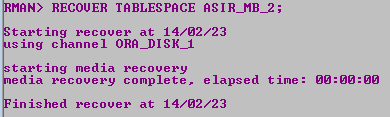 RMAN> RECOVER TABLESPACE ASIR_MB_2;
Starting recover at 14/02/23
using channel ORA_DISK_1
starting media recovery
media recovery complete, elapsed time: 00:00:00
Finished recover at 14/02/23